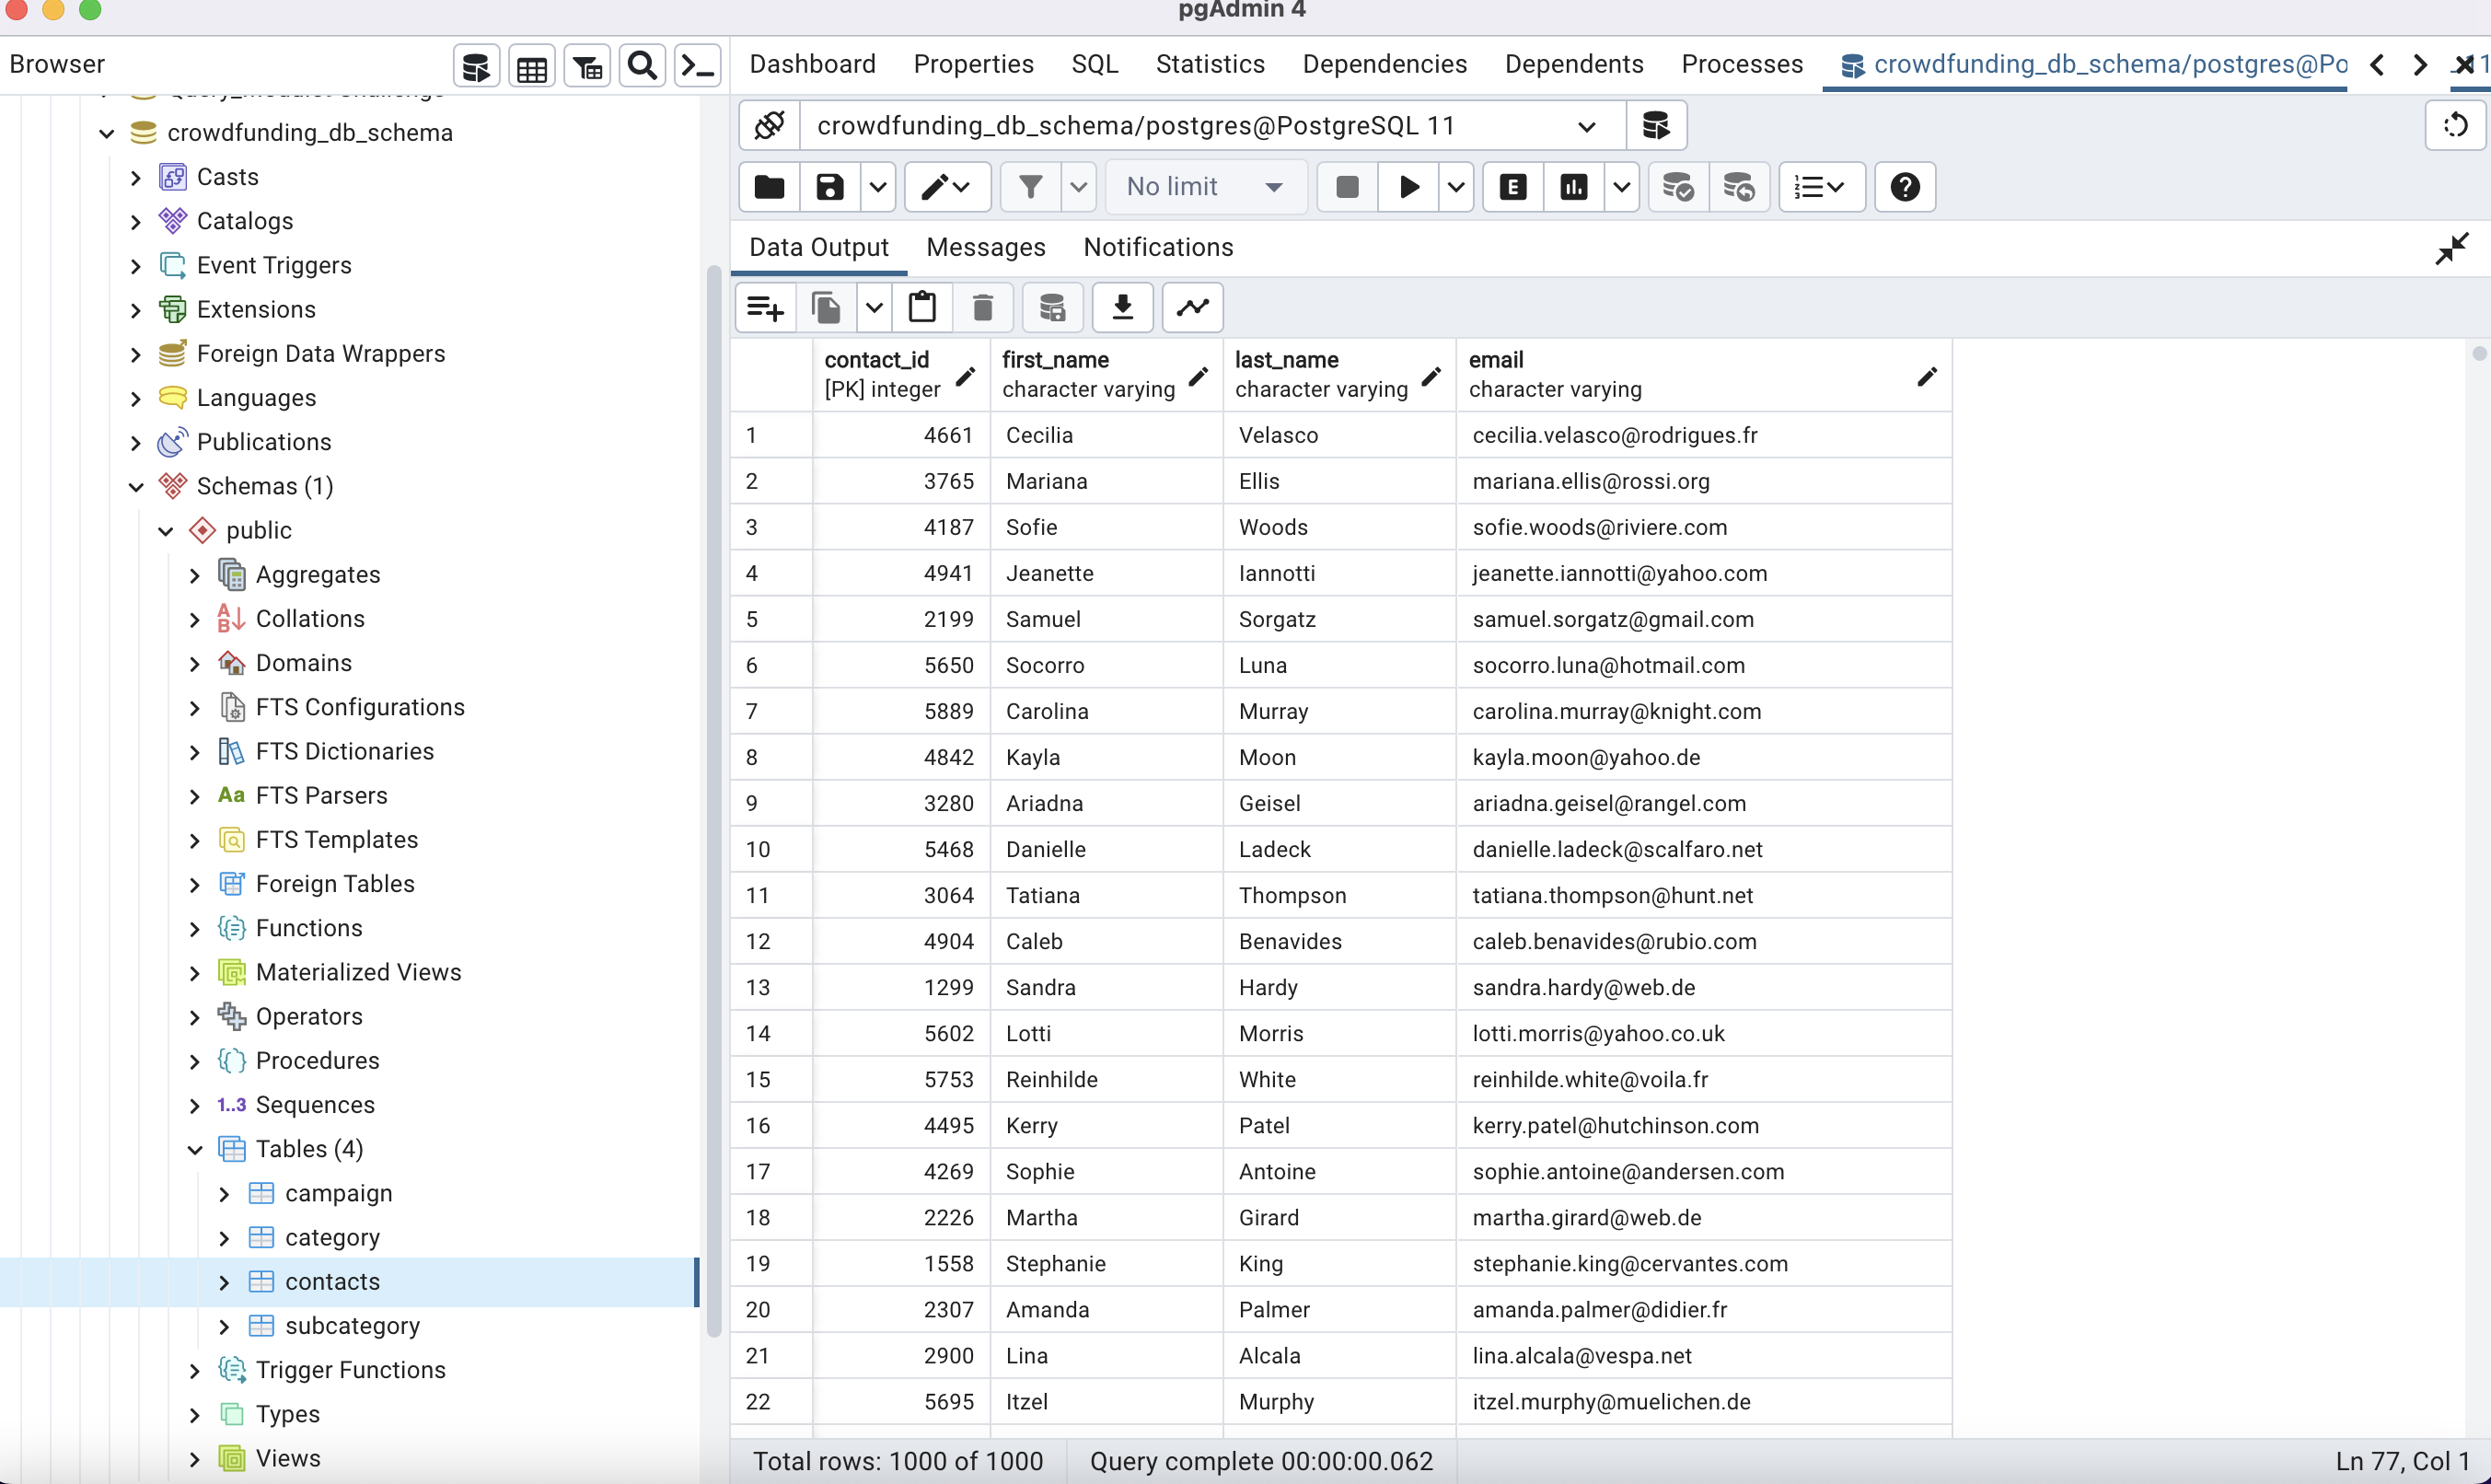 pgAdmin 4
Browser
Dashboard Properties SQL Statistics Dependencies Dependents Processes crowdfunding_db_schema/postgres@Po
crowdfunding_db_schema/postgres@PostgreSQL 11
No limit
Data Output Messages Notifications
crowdfunding_db_schema
Casts
Catalogs
Event Triggers
Extensions
Foreign Data Wrappers
Languages
Publications
Schemas (1)
public
Aggregates
Collations
Domains
FTS Configurations
FTS Dictionaries
Aa FTS Parsers
FTS Templates
Foreign Tables
Functions
Materialized Views
Operators
Procedures
1..3 Sequences
Tables (4)
campaign
category
contacts
subcategory
Trigger Functions
Types
Views
contact_id first_name last_name email
[PK] integer character varying character varying character varying
1 4661 Cecilia Velasco cecilia.velasco@rodrigues.fr
2 3765 Mariana Ellis mariana.ellis@rossi.org
3 4187 Sofie Woods sofie.woods@riviere.com
4 4941 Jeanette Iannotti jeanette.iannotti@yahoo.com
5 2199 Samuel Sorgatz samuel.sorgatz@gmail.com
6 5650 Socorro Luna socorro.luna@hotmail.com
7 5889 Carolina Murray carolina.murray@knight.com
8 4842 Kayla Moon kayla.moon@yahoo.de
9 3280 Ariadna Geisel ariadna.geisel@rangel.com
10 5468 Danielle Ladeck danielle.ladeck@scalfaro.net
11 3064 Tatiana Thompson tatiana.thompson@hunt.net
12 4904 Caleb Benavides caleb.benavides@rubio.com
13 1299 Sandra Hardy sandra.hardy@web.de
14 5602 Lotti Morris lotti.morris@yahoo.co.uk
15 5753 Reinhilde White reinhilde.white@voila.fr
16 4495 Kerry Patel kerry.patel@hutchinson.com
17 4269 Sophie Antoine sophie.antoine@andersen.com
18 2226 Martha Girard martha.girard@web.de
19 1558 Stephanie King stephanie.king@cervantes.com
20 2307 Amanda Palmer amanda.palmer@didier.fr
21 2900 Lina Alcala lina.alcala@vespa.net
22 5695 Itzel Murphy itzel.murphy@muelichen.de
Total rows: 1000 of 1000 Query complete 00:00:00.062 Ln 77, Col 1